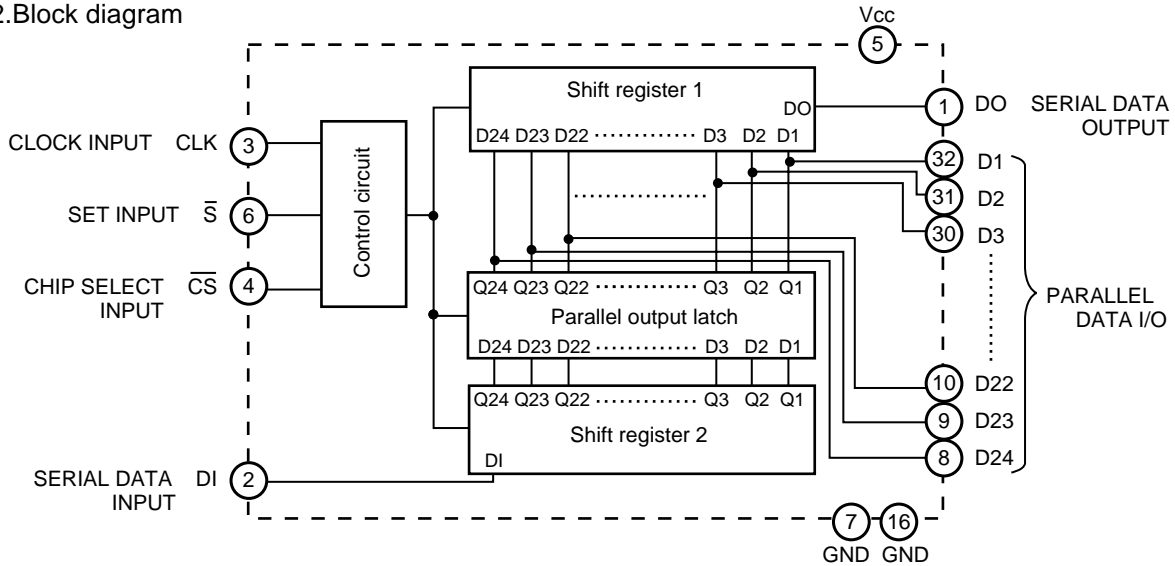 2.Block diagram
Vcc
5
Shift register 1
DO
D24 D23 D22 ·············· D3 D2 D1
1 DO SERIAL DATA
OUTPUT
CLOCK INPUT CLK 3
Control circuit
32 D1
31 D2
30 D3
SET INPUT S̅ 6
CHIP SELECT
INPUT
C̅S̅ 4
Q24 Q23 Q22 ·············· Q3 Q2 Q1
Parallel output latch
D24 D23 D22 ·············· D3 D2 D1
PARALLEL
DATA I/O
Q24 Q23 Q22 ·············· Q3 Q2 Q1
Shift register 2
DI
10 D22
9 D23
8 D24
SERIAL DATA
INPUT
DI 2
7 16
GND GND